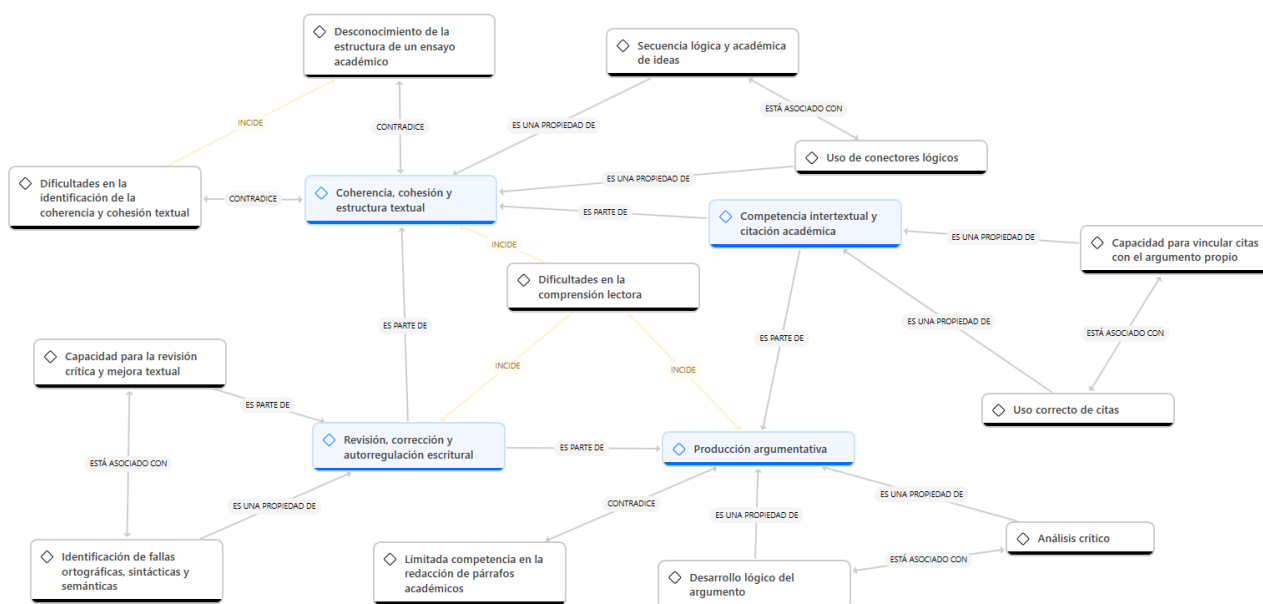 Desconocimiento de la
estructura de un ensayo
académico
Secuencia lógica y académica
de ideas
INCIDE
CONTRADICE
ES UNA PROPIEDAD DE
ESTÁ ASOCIADO CON
Uso de conectores lógicos
Dificultades en la
identificación de la
coherencia y cohesión textual
CONTRADICE
Coherencia, cohesión y
estructura textual
ES UNA PROPIEDAD DE
ES PARTE DE
Competencia intertextual y
citación académica
ES UNA PROPIEDAD DE
Capacidad para vincular citas
con el argumento propio
INCIDE
Dificultades en la
comprensión lectora
ES PARTE DE
ES PARTE DE
ES UNA PROPIEDAD DE
ESTÁ ASOCIADO CON
Capacidad para la revisión
crítica y mejora textual
INCIDE
INCIDE
ES PARTE DE
Uso correcto de citas
Revisión, corrección y
autorregulación escritural
ES PARTE DE
Producción argumentativa
ESTÁ ASOCIADO CON
ES UNA PROPIEDAD DE
CONTRADICE
ES UNA PROPIEDAD DE
ES UNA PROPIEDAD DE
Análisis crítico
Identificación de fallas
ortográficas, sintácticas y
semánticas
Limitada competencia en la
redacción de párrafos
académicos
ESTÁ ASOCIADO CON
Desarrollo lógico del
argumento